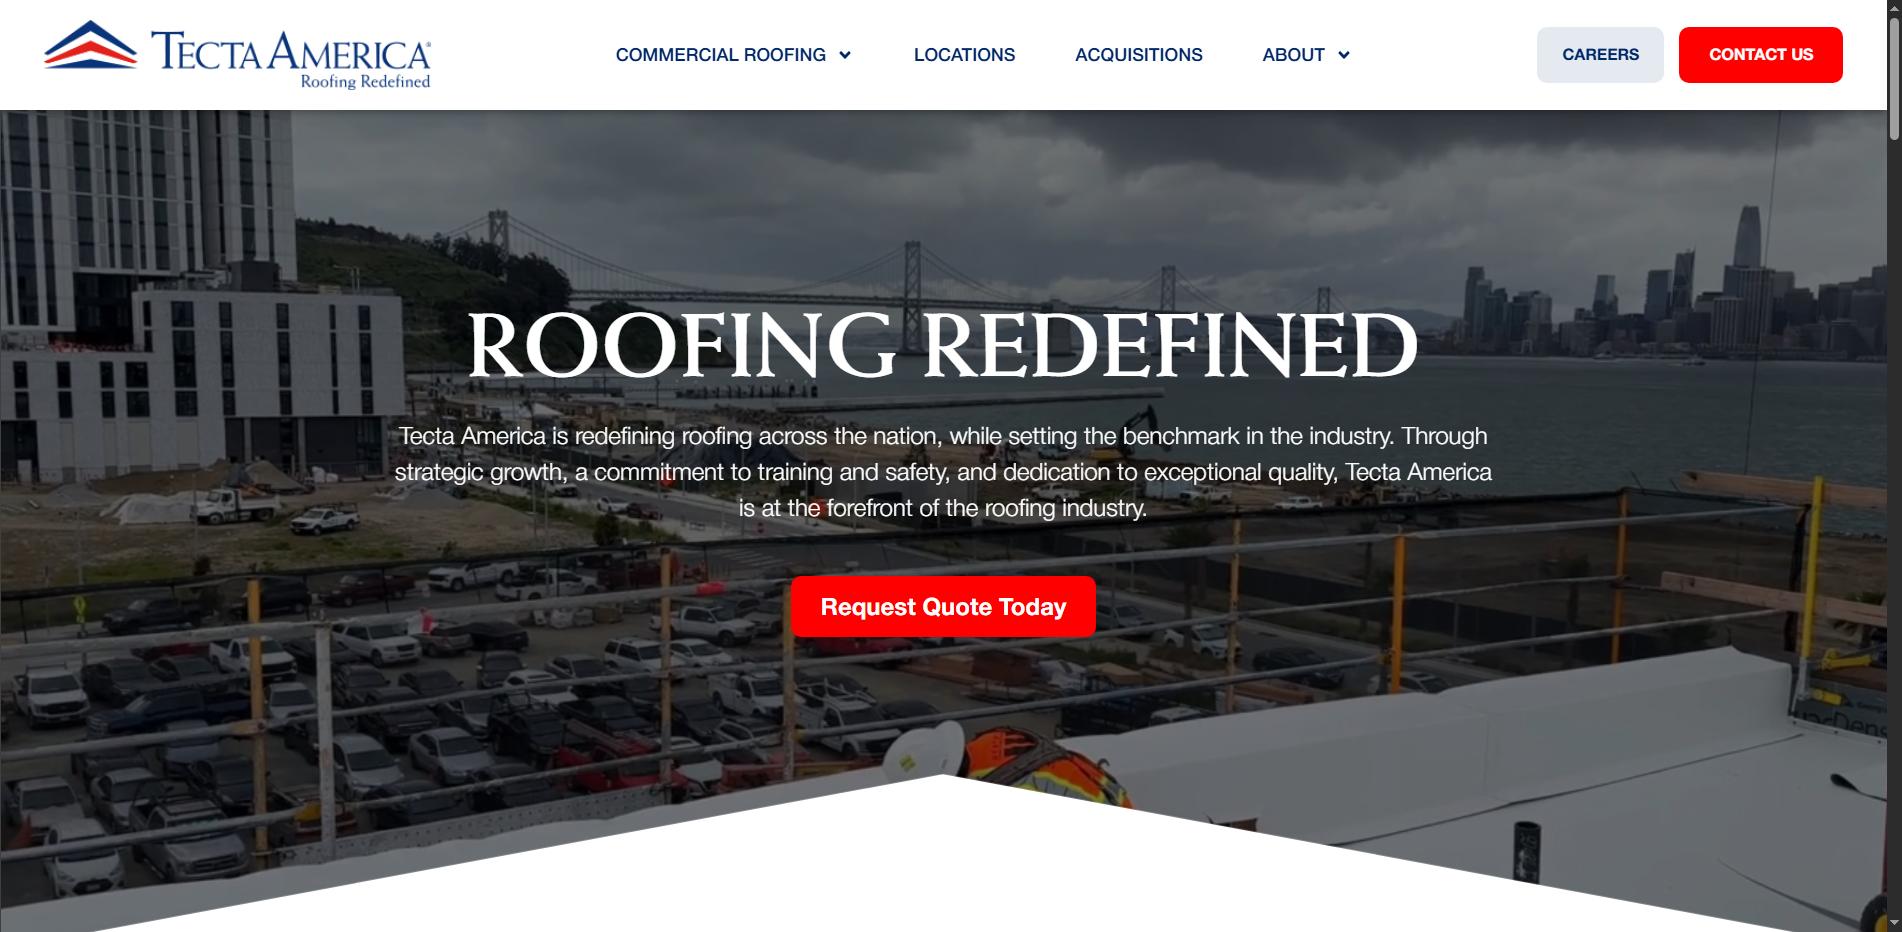 TECTA AMERICA®
Roofing Redefined
COMMERCIAL ROOFING
LOCATIONS
ACQUISITIONS
ABOUT
CAREERS
CONTACT US
ROOFING REDEFINED
Tecta America is redefining roofing across the nation, while setting the benchmark in the industry. Through
strategic growth, a commitment to training and safety, and dedication to exceptional quality, Tecta America
is at the forefront of the roofing industry.
Request Quote Today